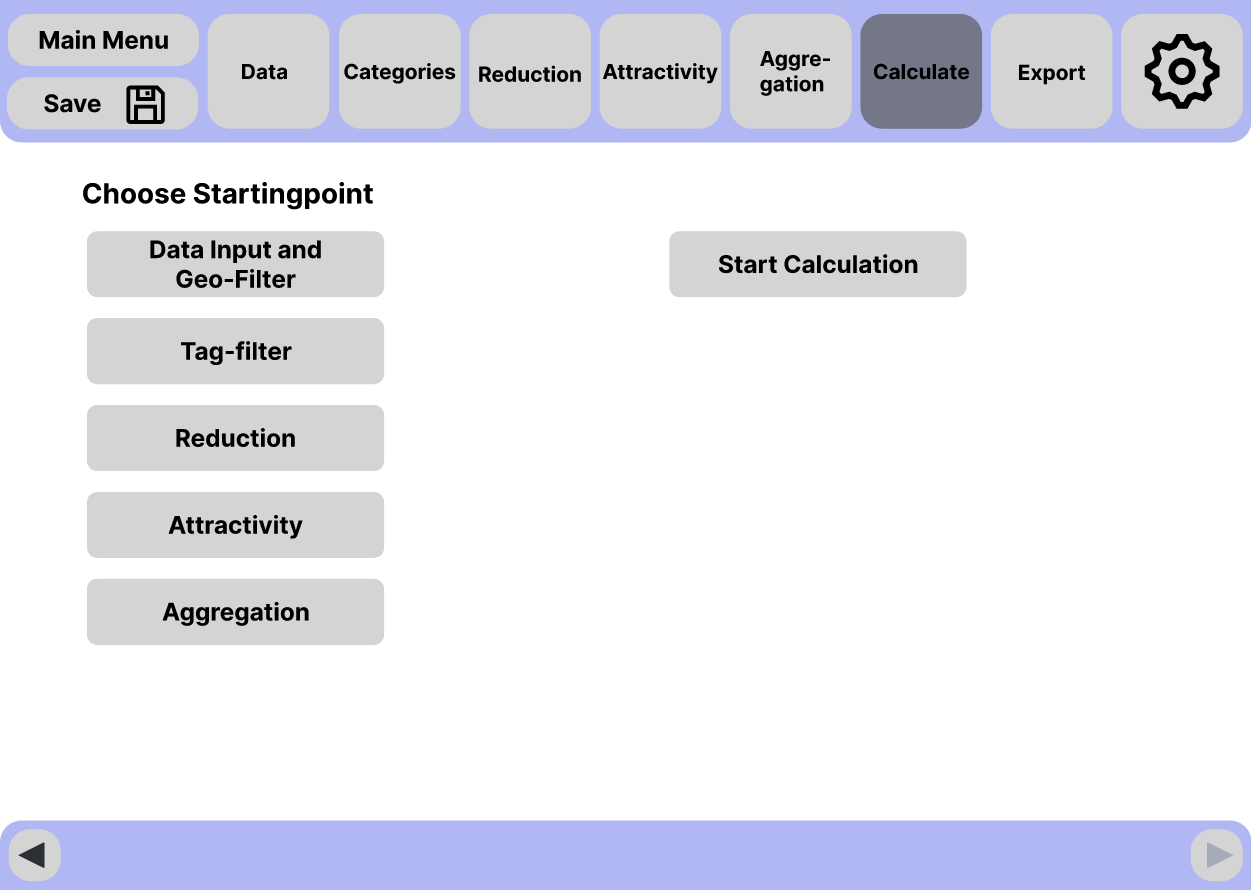 Main Menu
Save
Data
Categories
Reduction
Attractivity
Aggre-
gation
Calculate
Export
Choose Startingpoint
Data Input and
Geo-Filter
Start Calculation
Tag-filter
Reduction
Attractivity
Aggregation